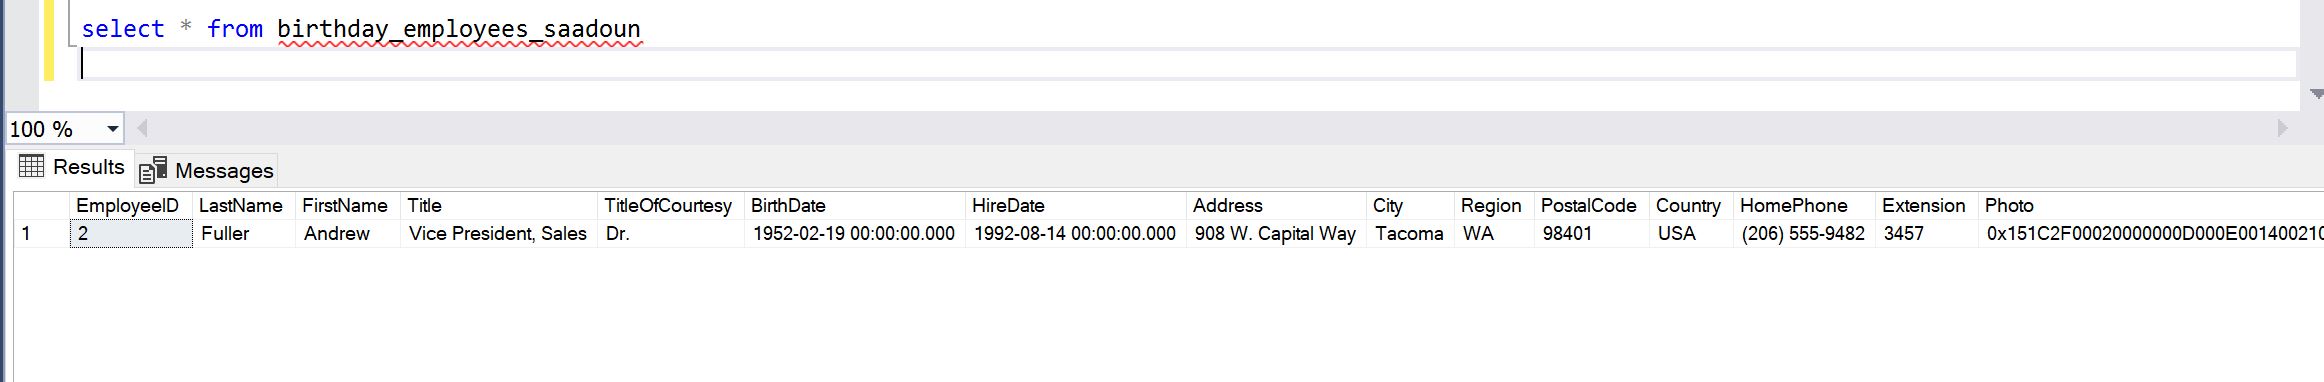 select * from birthday_employees_saadoun
100 %
Results Messages
EmployeeID LastName FirstName Title TitleOfCourtesy BirthDate HireDate Address City Region PostalCode Country HomePhone Extension Photo
1 2 Fuller Andrew Vice President, Sales Dr. 1952-02-19 00:00:00.000 1992-08-14 00:00:00.000 908 W. Capital Way Tacoma WA 98401 USA (206) 555-9482 3457 0x151C2F00020000000D000E001400210